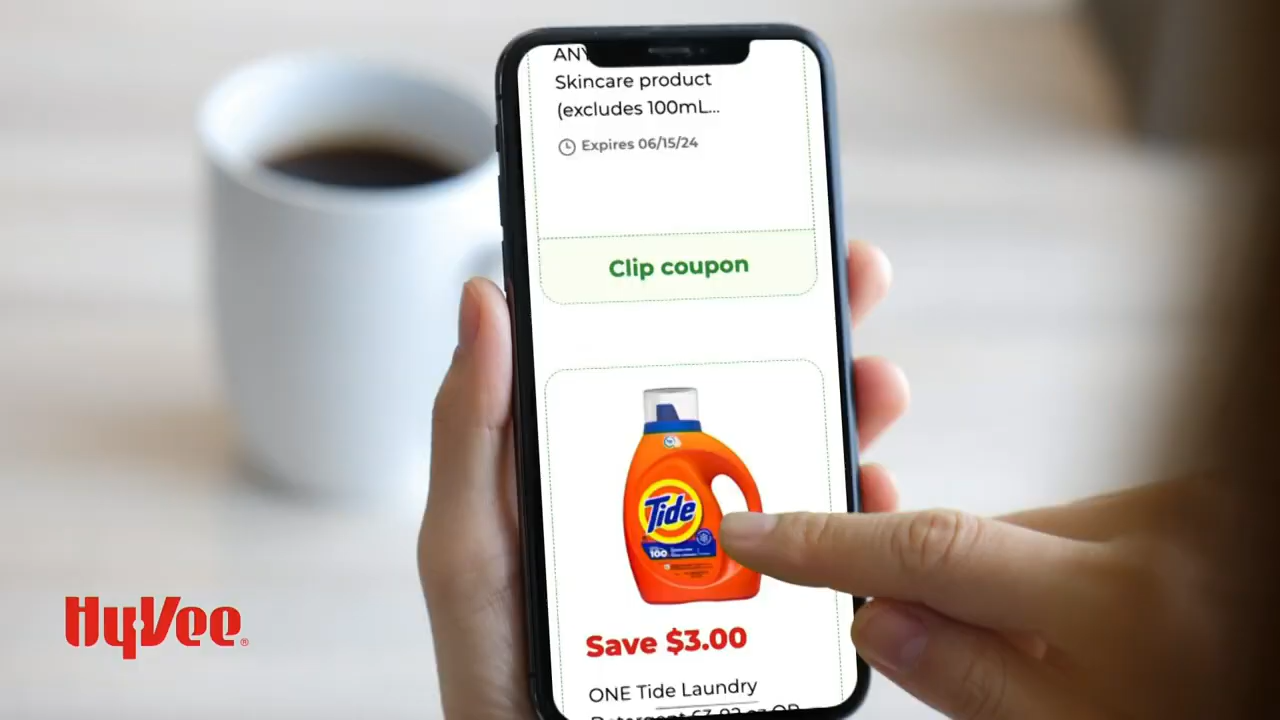 ANY
Skincare product
(excludes 100mL...
Expires 06/15/24
Clip coupon
Tide
100
Save $3.00
ONE Tide Laundry
HyVee®